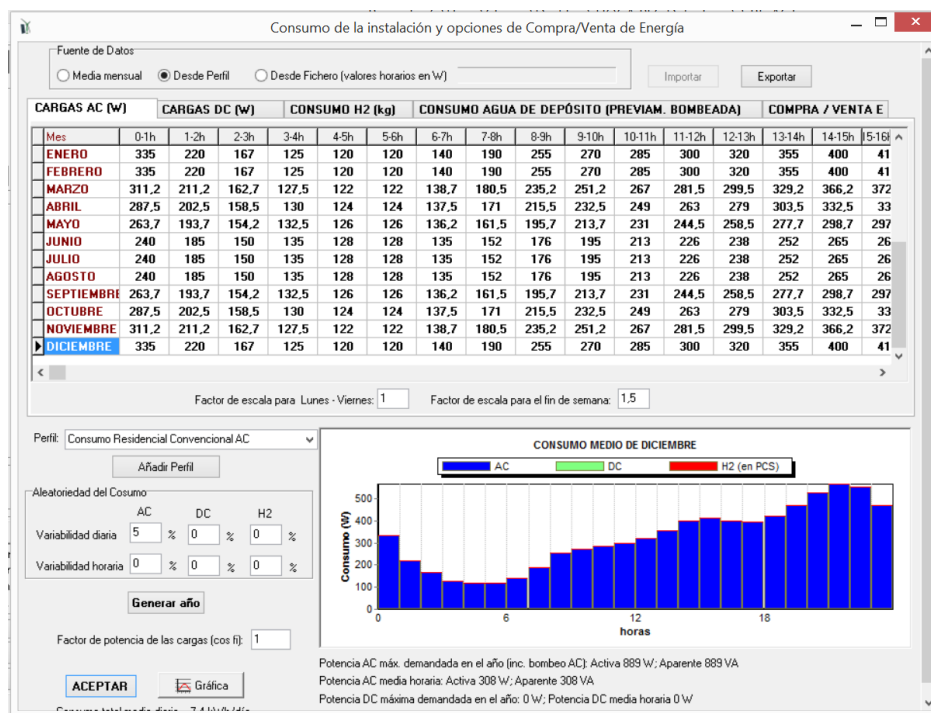 Consumo de la instalación y opciones de Compra/Venta de Energía
Fuente de Datos
Media mensual Desde Perfil Desde Fichero (valores horarios en W) Importar Exportar
CARGAS AC (W) CARGAS DC (W) CONSUMO H2 (kg) CONSUMO AGUA DE DEPÓSITO (PREVIAM. BOMBEADA) COMPRA / VENTA E
Mes 0-1h 1-2h 2-3h 3-4h 4-5h 5-6h 6-7h 7-8h 8-9h 9-10h 10-11h 11-12h 12-13h 13-14h 14-15h 15-16h
ENERO 335 220 167 125 120 120 140 190 255 270 285 300 320 355 400 41
FEBRERO 335 220 167 125 120 120 140 190 255 270 285 300 320 355 400 41
MARZO 311,2 211,2 162,7 127,5 122 122 138,7 180,5 235,2 251,2 267 281,5 299,5 329,2 366,2 372
ABRIL 287,5 202,5 158,5 130 124 124 137,5 171 215,5 232,5 249 263 279 303,5 332,5 33
MAYO 263,7 193,7 154,2 132,5 126 126 136,2 161,5 195,7 213,7 231 244,5 258,5 277,7 298,7 297
JUNIO 240 185 150 135 128 128 135 152 176 195 213 226 238 252 265 26
JULIO 240 185 150 135 128 128 135 152 176 195 213 226 238 252 265 26
AGOSTO 240 185 150 135 128 128 135 152 176 195 213 226 238 252 265 26
SEPTIEMBRE 263,7 193,7 154,2 132,5 126 126 136,2 161,5 195,7 213,7 231 244,5 258,5 277,7 298,7 297
OCTUBRE 287,5 202,5 158,5 130 124 124 137,5 171 215,5 232,5 249 263 279 303,5 332,5 33
NOVIEMBRE 311,2 211,2 162,7 127,5 122 122 138,7 180,5 235,2 251,2 267 281,5 299,5 329,2 366,2 372
DICIEMBRE 335 220 167 125 120 120 140 190 255 270 285 300 320 355 400 41
Factor de escala para Lunes - Viernes: 1 Factor de escala para el fin de semana: 1,5
Perfil: Consumo Residencial Convencional AC
Añadir Perfil
Aleatoriedad del Cosumo
AC DC H2
Variabilidad diaria 5 % 0 % 0 %
Variabilidad horaria 0 % 0 % 0 %
Generar año
Factor de potencia de las cargas (cos fi): 1
ACEPTAR Gráfica
Consumo total medio diario = 7,4 kWh/día
CONSUMO MEDIO DE DICIEMBRE
AC DC H2 (en PCS)
Consumo (W)
500
400
300
200
100
0
0 6 12 18
horas
Potencia AC máx. demandada en el año (inc. bombeo AC): Activa 889 W; Aparente 889 VA
Potencia AC media horaria: Activa 308 W; Aparente 308 VA
Potencia DC máxima demandada en el año: 0 W; Potencia DC media horaria 0 W